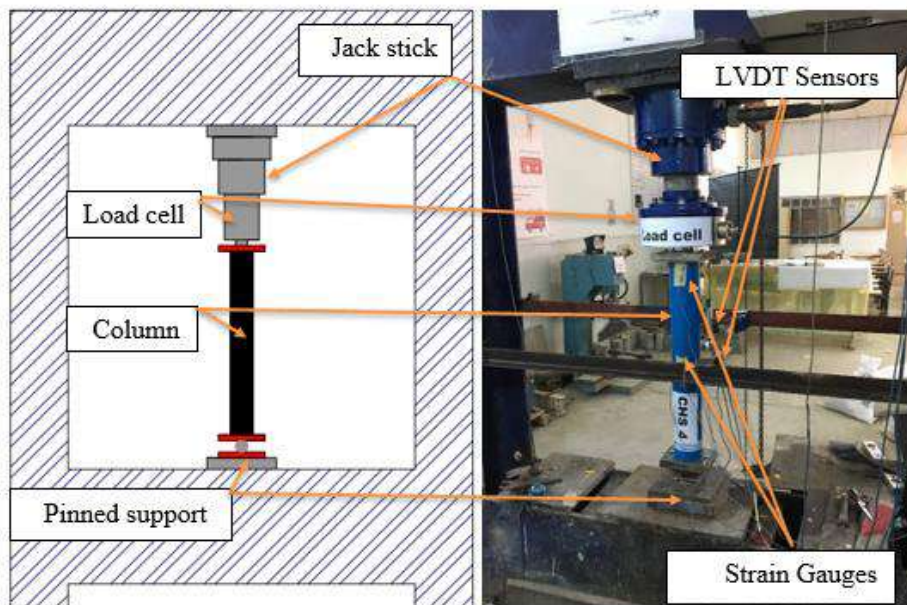 Jack stick
LVDT Sensors
Load cell
Load cell
Column
CNS 4
Pinned support
Strain Gauges